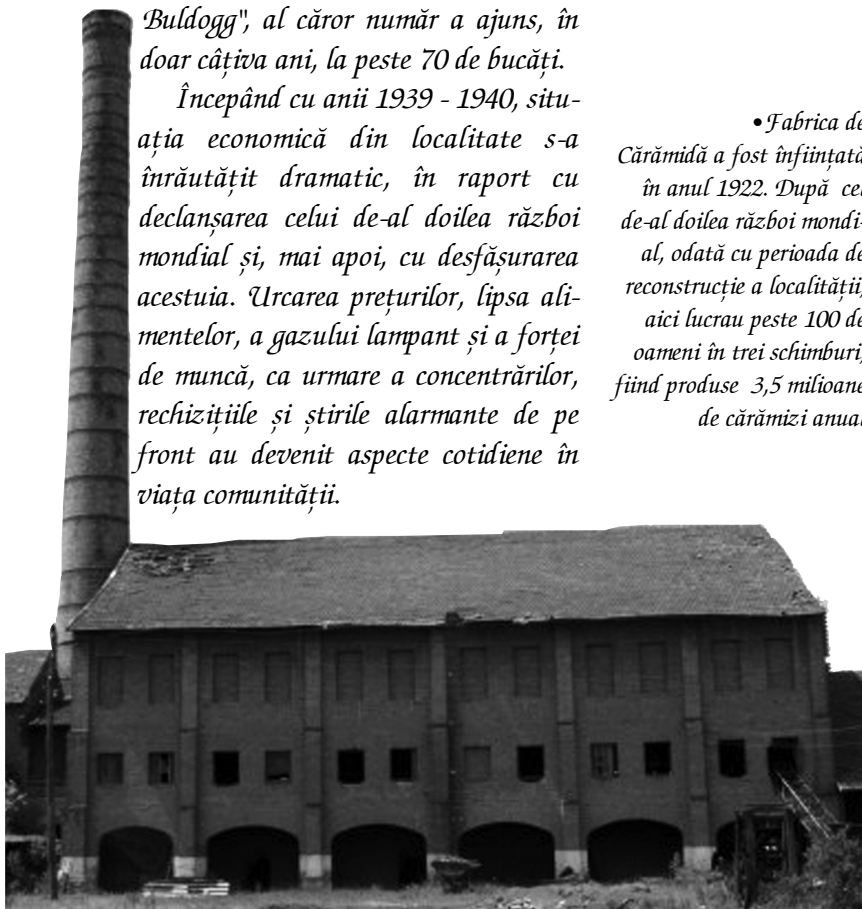 Buldogg", al căror număr a ajuns, în
doar câțiva ani, la peste 70 de bucăți.
Începând cu anii 1939 - 1940, situ-
ația economică din localitate s-a
înrăutățit dramatic, în raport cu
declanșarea celui de-al doilea război
mondial și, mai apoi, cu desfășurarea
acestuia. Urcarea prețurilor, lipsa ali-
mentelor, a gazului lampant și a forței
de muncă, ca urmare a concentrărilor,
rechizițiile și știrile alarmante de pe
front au devenit aspecte cotidiene în
viața comunității.
• Fabrica de
Cărămidă a fost înființată
în anul 1922. După cel
de-al doilea război mondi-
al, odată cu perioada de
reconstrucție a localității,
aici lucrau peste 100 de
oameni în trei schimburi,
fiind produse 3,5 milioane
de cărămizi anual